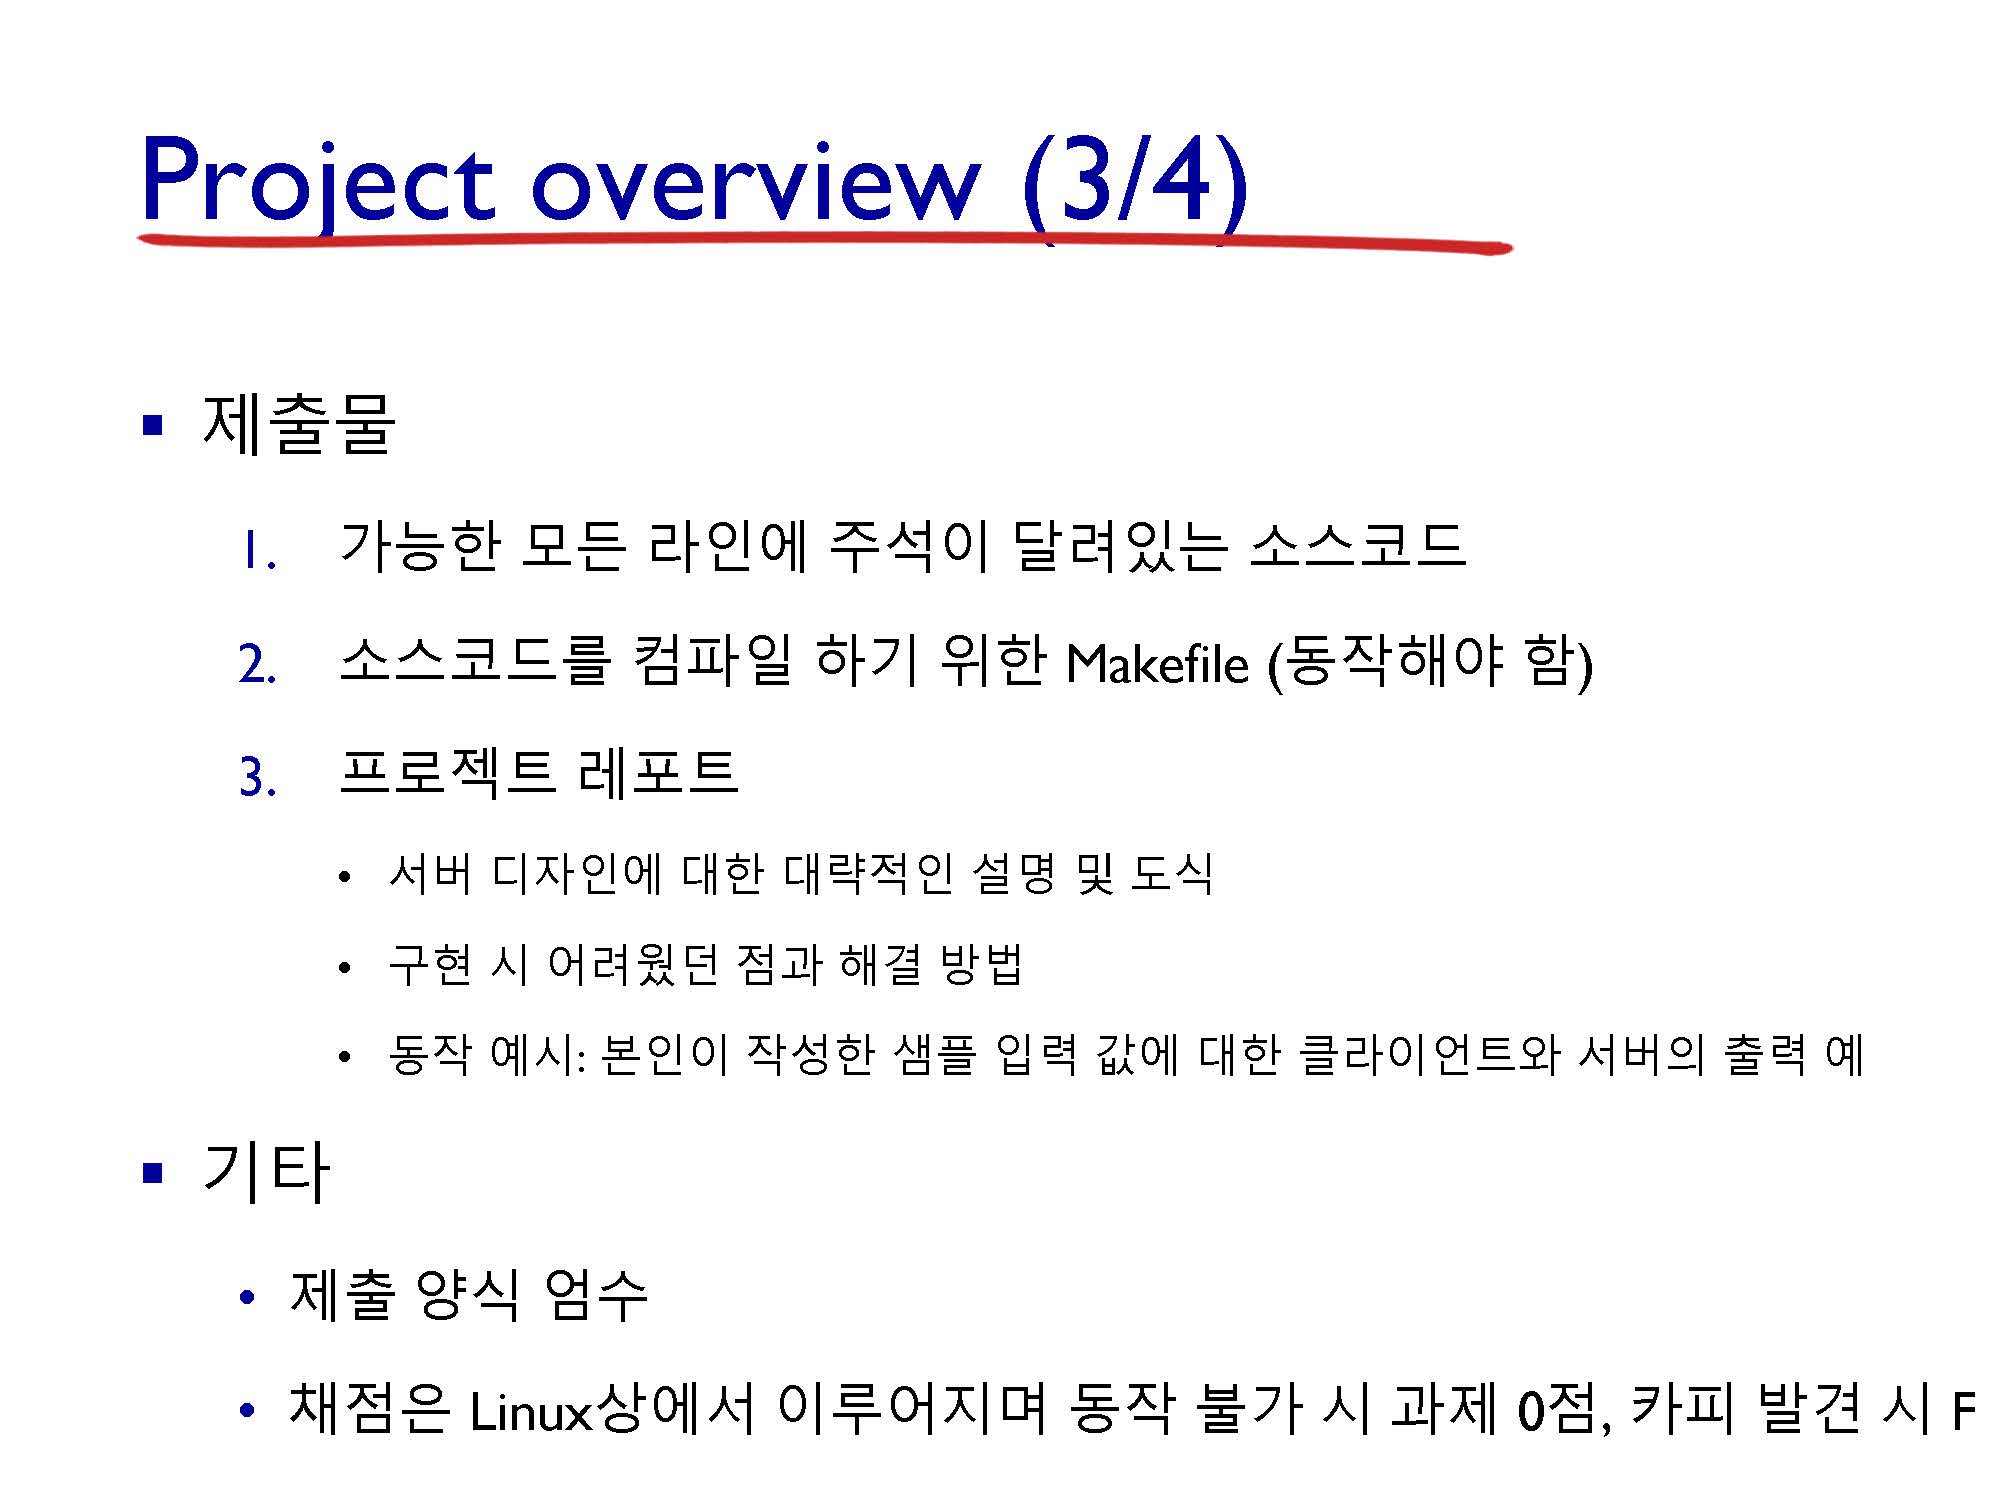 Project overview (3/4)
▪ 제출물
1. 가능한 모든 라인에 주석이 달려있는 소스코드
2. 소스코드를 컴파일 하기 위한 Makefile (동작해야 함)
3. 프로젝트 레포트
• 서버 디자인에 대한 대략적인 설명 및 도식
• 구현 시 어려웠던 점과 해결 방법
• 동작 예시: 본인이 작성한 샘플 입력 값에 대한 클라이언트와 서버의 출력 예
▪ 기타
• 제출 양식 엄수
• 채점은 Linux상에서 이루어지며 동작 불가 시 과제 0점, 카피 발견 시 F